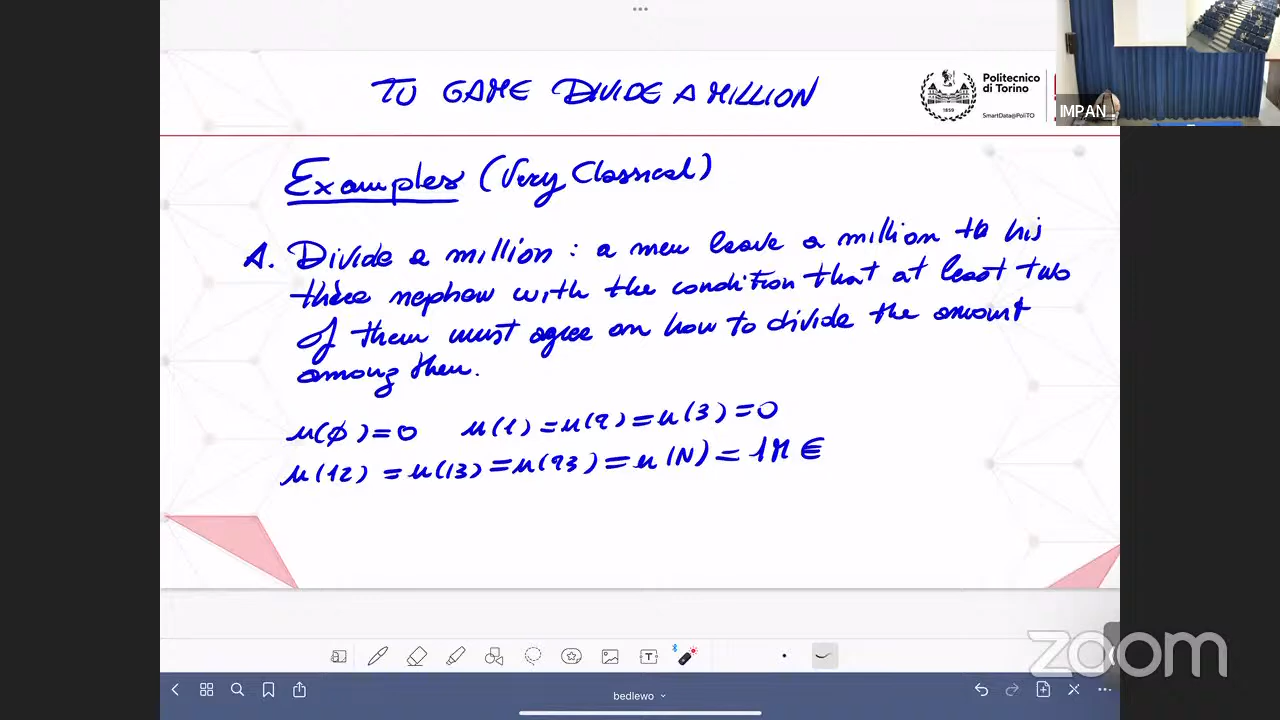 TU GAME DIVIDE A MILLION
Politecnico
di Torino
1859
SmartData@PoliTO
IMPAN
Examples (Very Classical)
A. Divide a million: a men leave a million to his
three nephew with the condition that at least two
of them must agree on how to divide the amount
among them.
u(φ)=0 u(1)=u(2)=u(3)=0
u(12)=u(13)=u(23)=u(N)=1M €
zoom
bedlewo